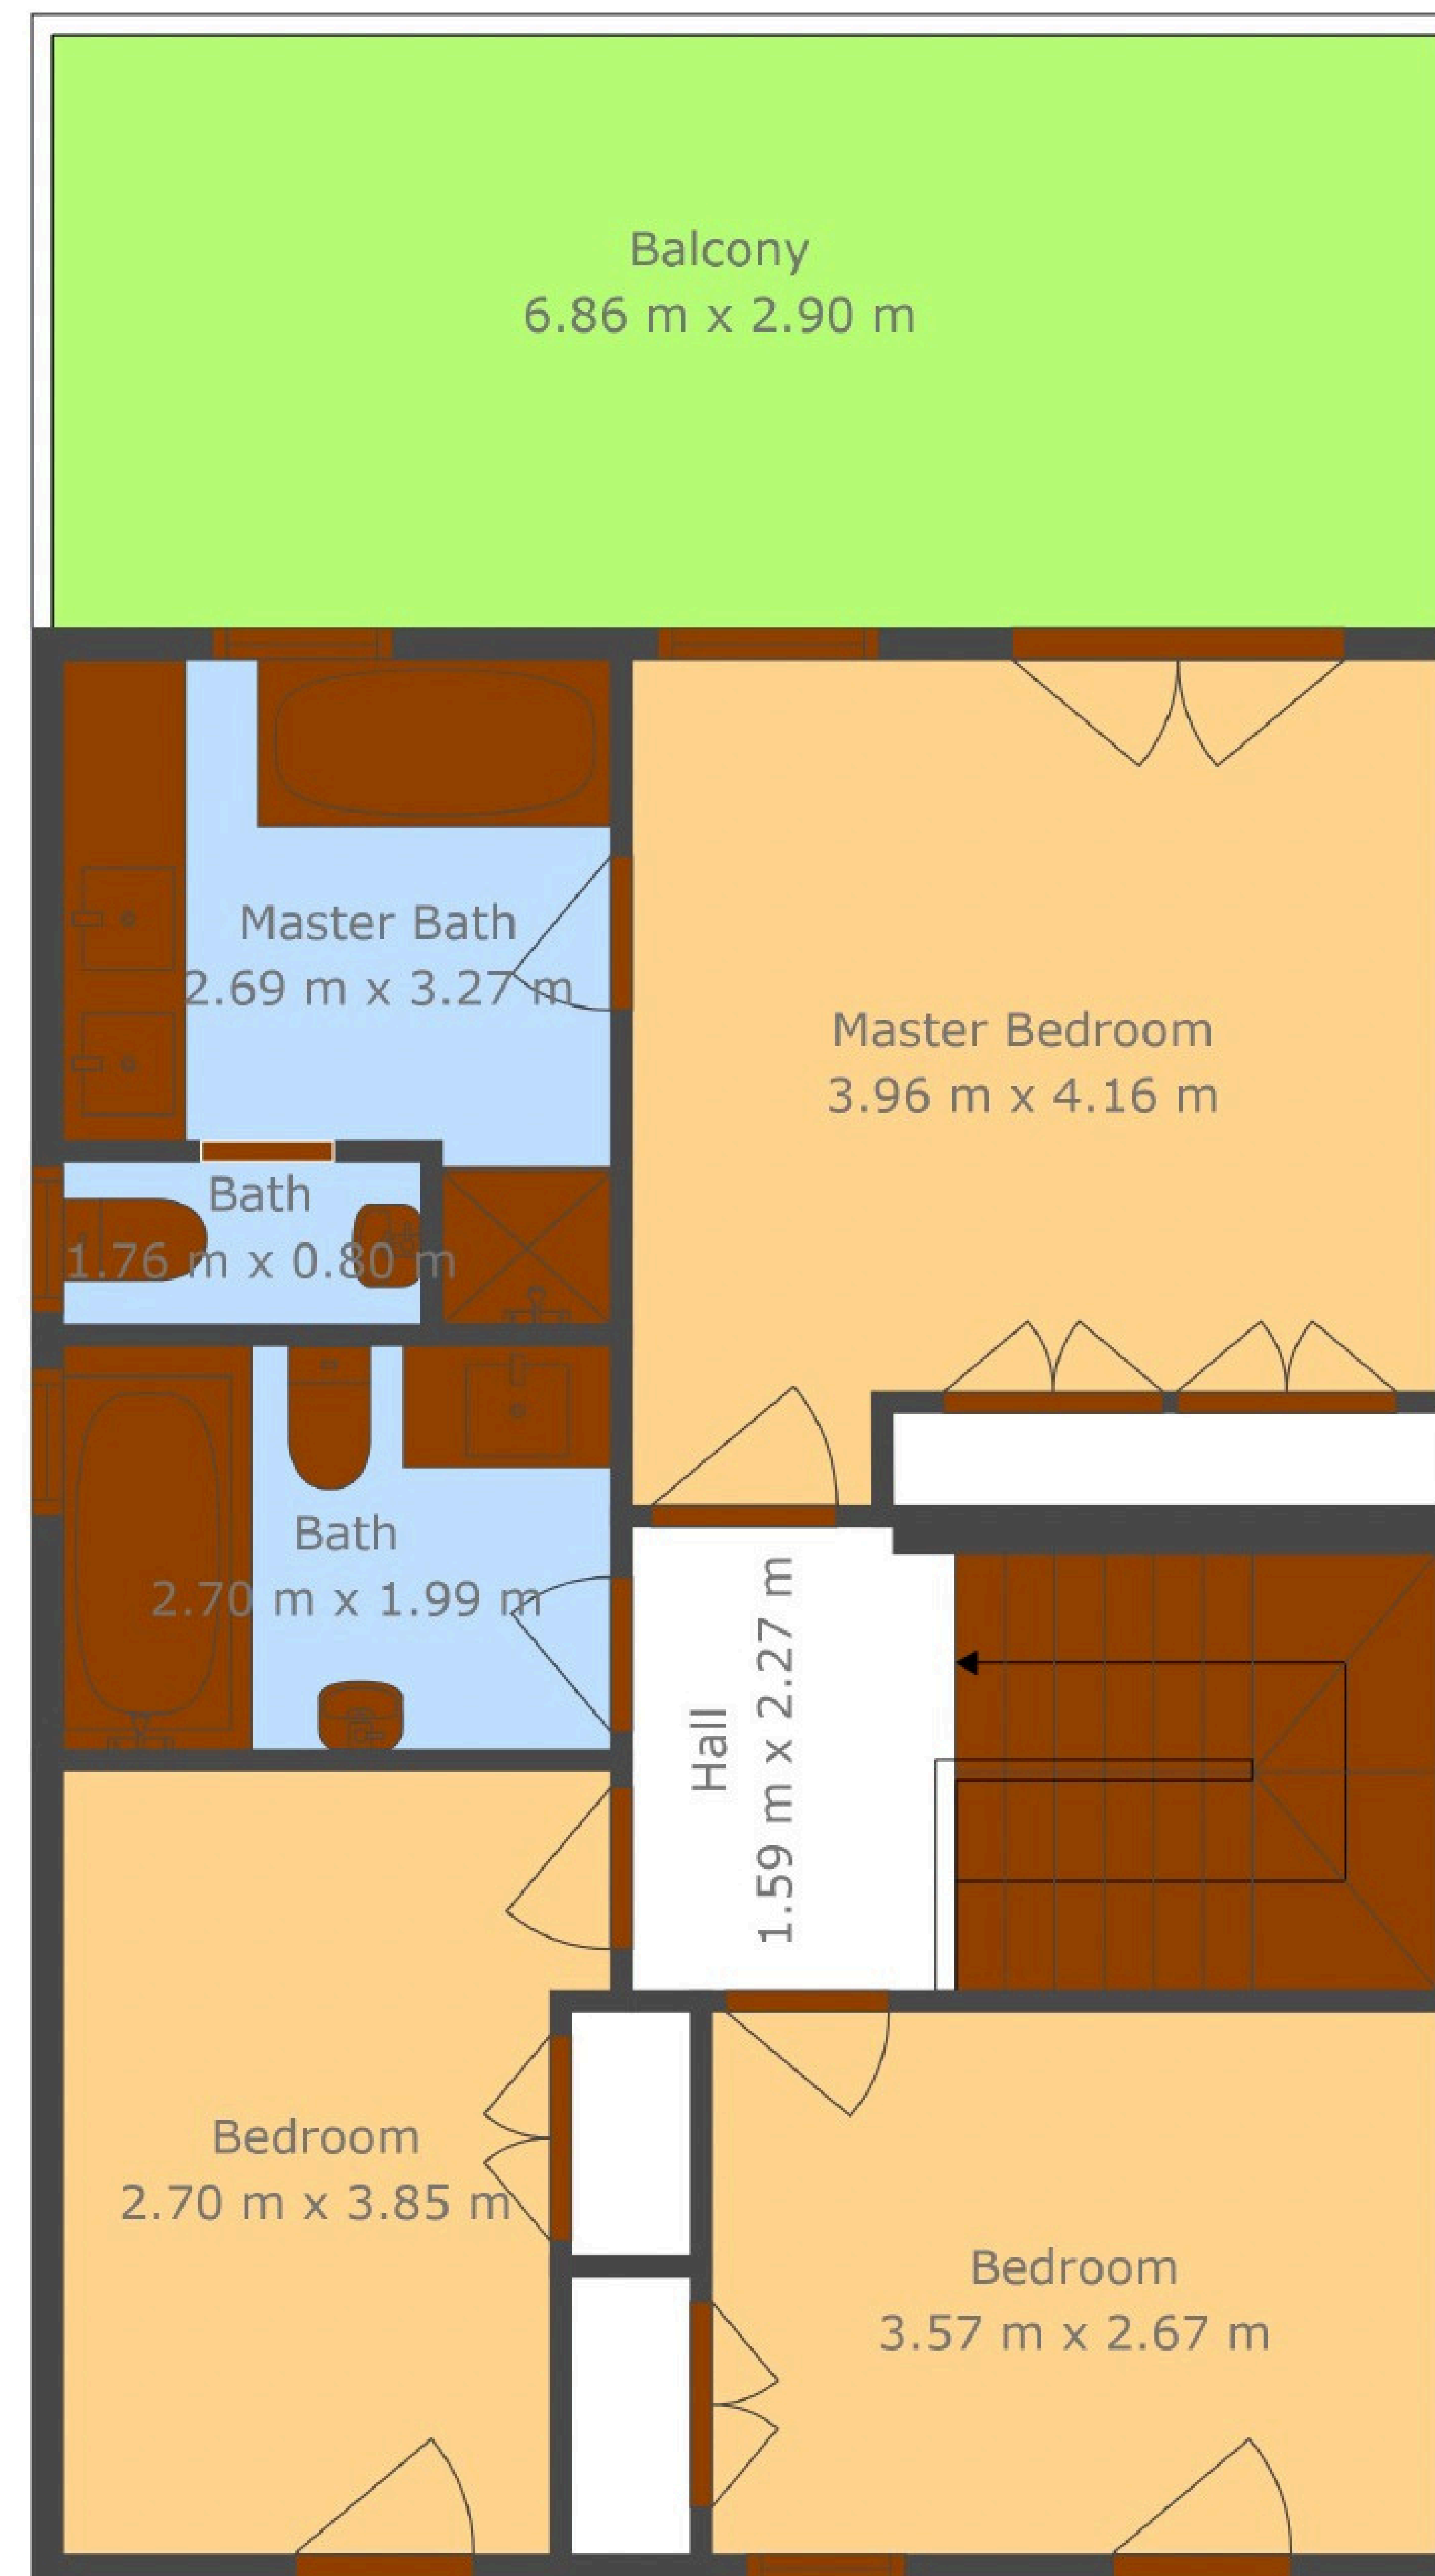 Balcony
6.86 m x 2.90 m
Master Bath
2.69 m x 3.27 m
Master Bedroom
3.96 m x 4.16 m
Bath
1.76 m x 0.80 m
Bath
2.70 m x 1.99 m
Hall
1.59 m x 2.27 m
Bedroom
2.70 m x 3.85 m
Bedroom
3.57 m x 2.67 m